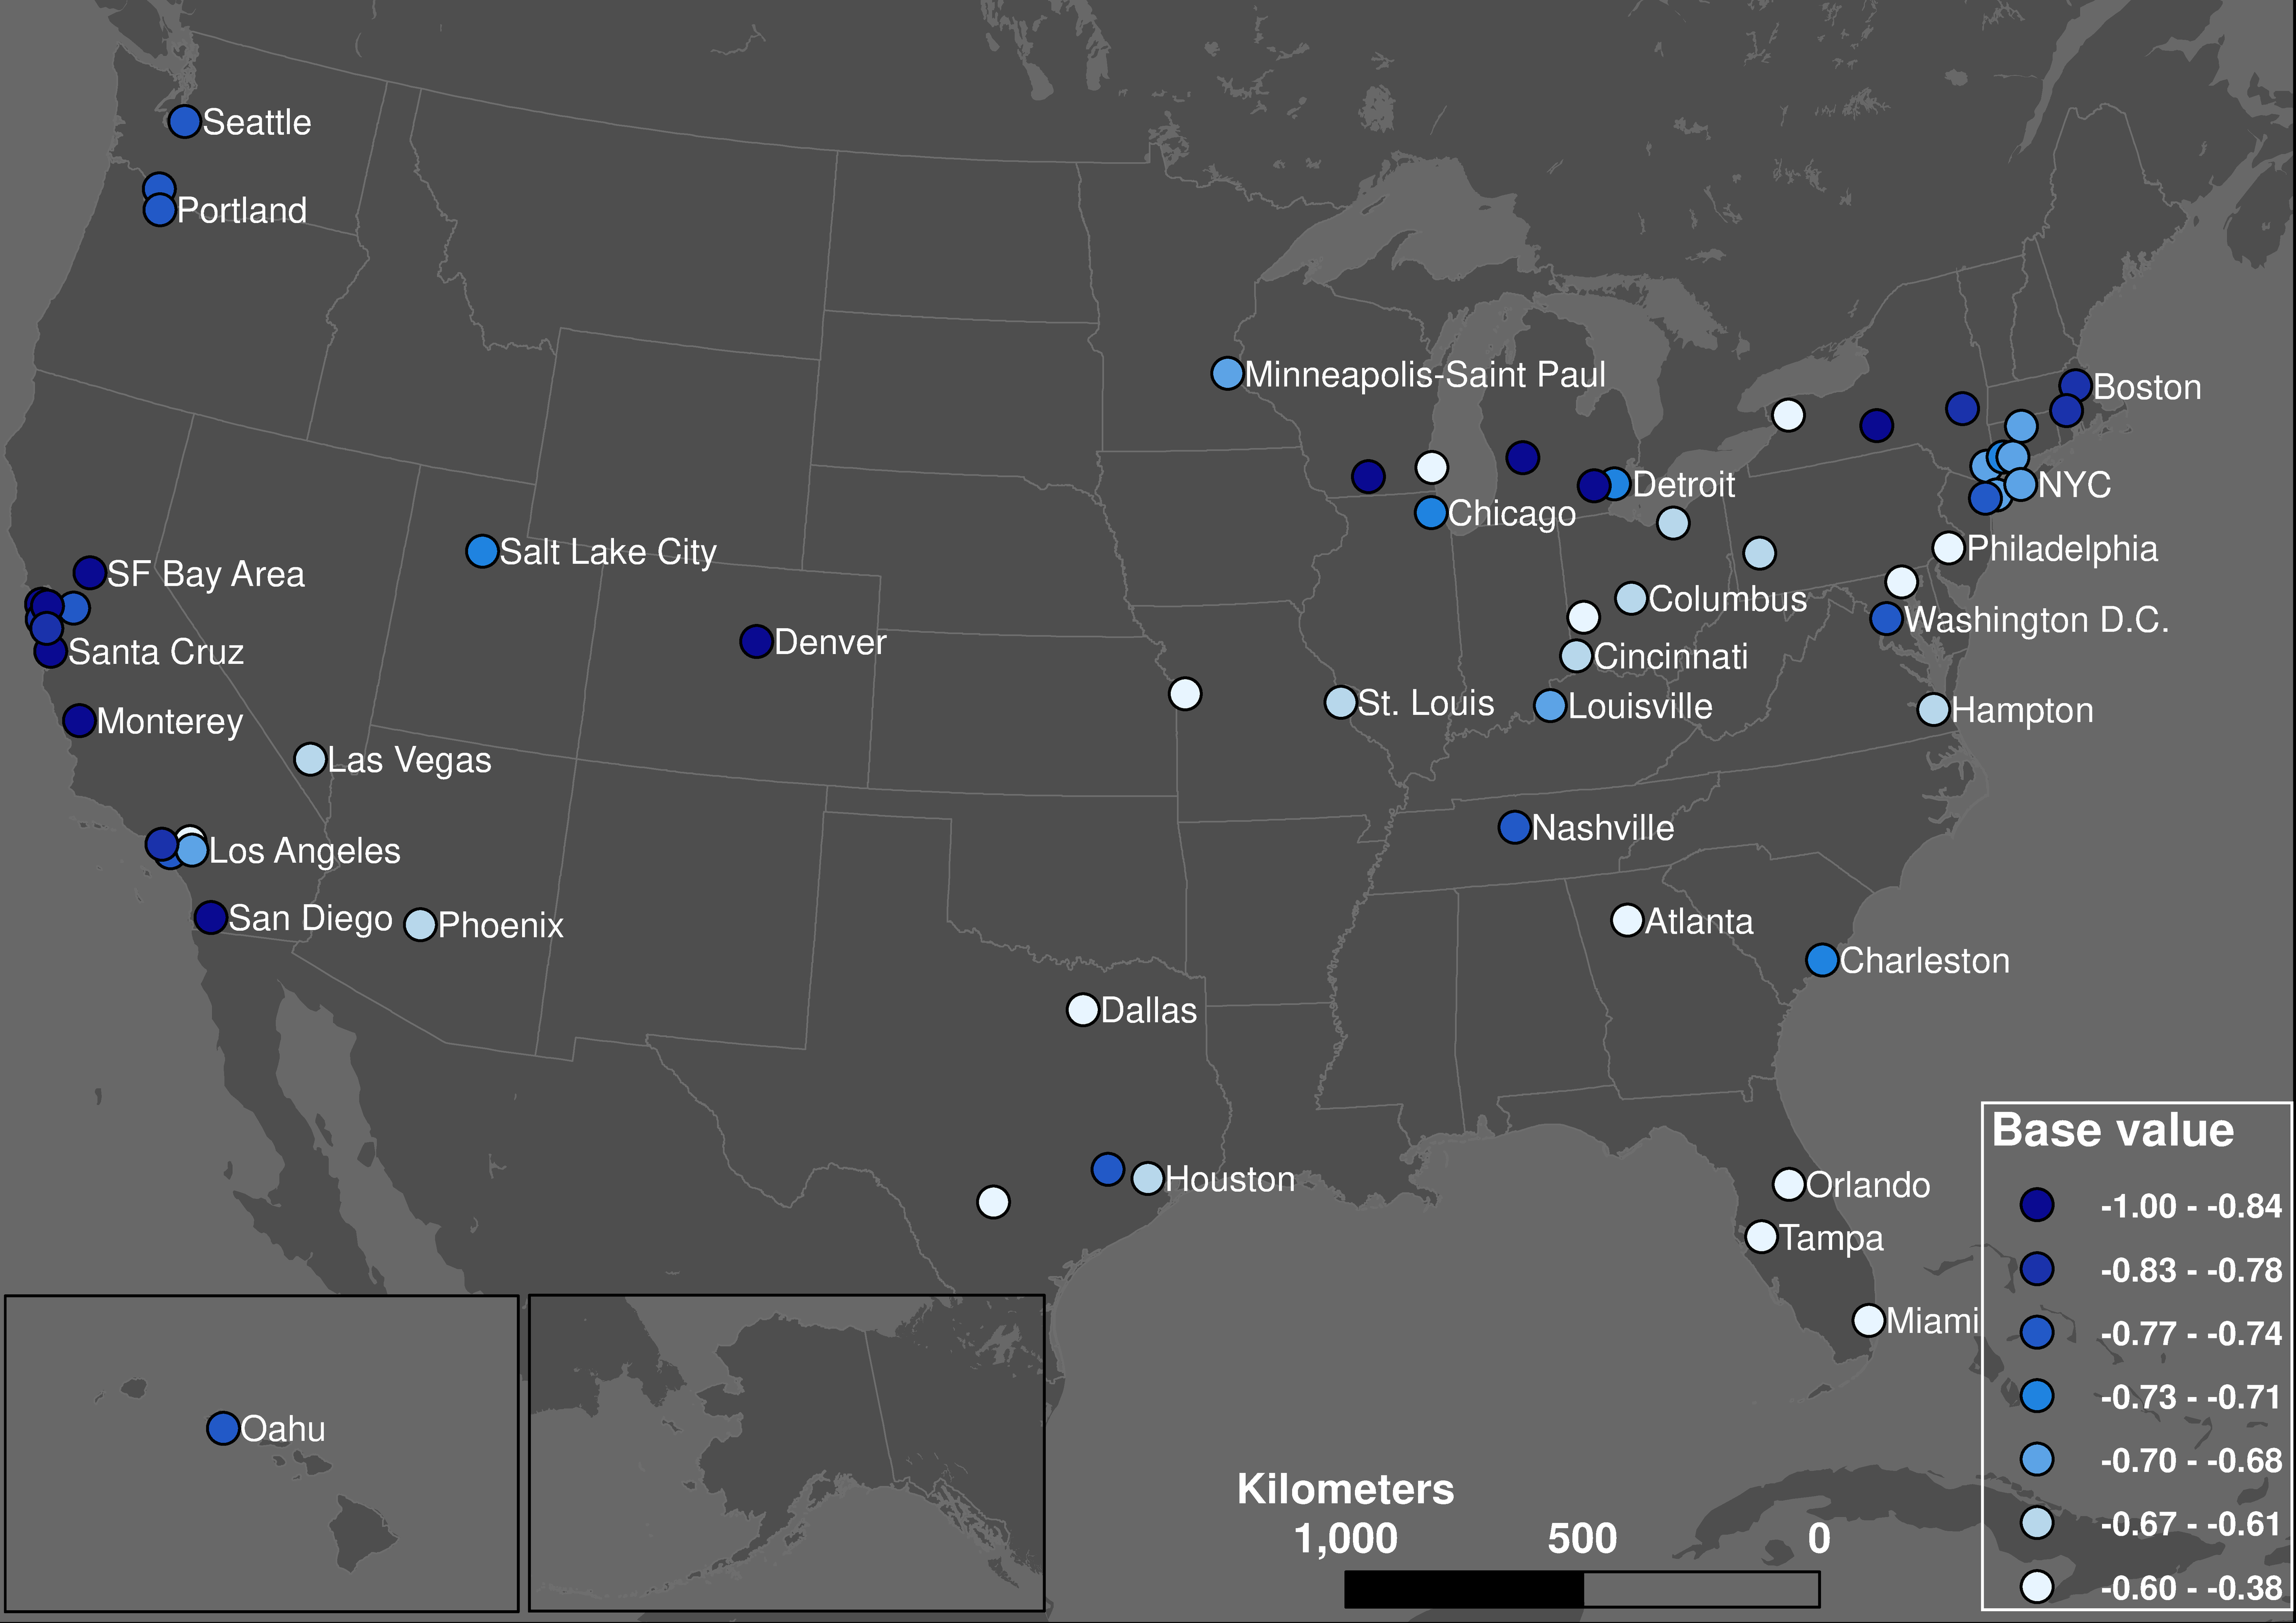 Seattle
Portland
Minneapolis-Saint Paul
Boston
Detroit
NYC
Chicago
Salt Lake City
Philadelphia
SF Bay Area
Columbus
Washington D.C.
Denver
Santa Cruz
Cincinnati
St. Louis
Louisville
Hampton
Monterey
Las Vegas
Nashville
Los Angeles
San Diego
Phoenix
Atlanta
Charleston
Dallas
Houston
Orlando
Tampa
Miami
Oahu
Base value
-1.00 - -0.84
-0.83 - -0.78
-0.77 - -0.74
-0.73 - -0.71
-0.70 - -0.68
-0.67 - -0.61
-0.60 - -0.38
Kilometers
1,000 500 0